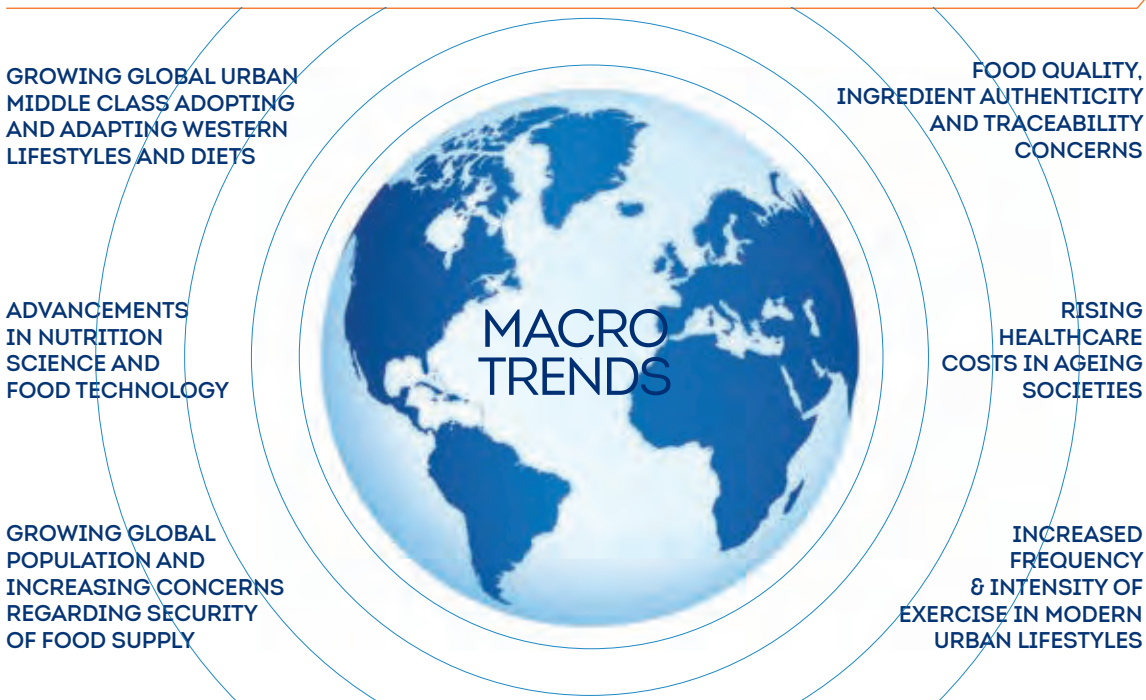 GROWING GLOBAL URBAN
MIDDLE CLASS ADOPTING
AND ADAPTING WESTERN
LIFESTYLES AND DIETS
FOOD QUALITY,
INGREDIENT AUTHENTICITY
AND TRACEABILITY
CONCERNS
ADVANCEMENTS
IN NUTRITION
SCIENCE AND
FOOD TECHNOLOGY
MACRO
TRENDS
RISING
HEALTHCARE
COSTS IN AGEING
SOCIETIES
GROWING GLOBAL
POPULATION AND
INCREASING CONCERNS
REGARDING SECURITY
OF FOOD SUPPLY
INCREASED
FREQUENCY
& INTENSITY OF
EXERCISE IN MODERN
URBAN LIFESTYLES